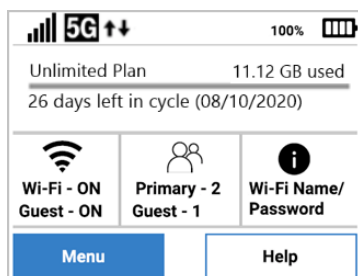 5G 100%
Unlimited Plan 11.12 GB used
26 days left in cycle (08/10/2020)
Wi-Fi - ON Primary - 2 Wi-Fi Name/
Guest - ON Guest - 1 Password
Menu Help